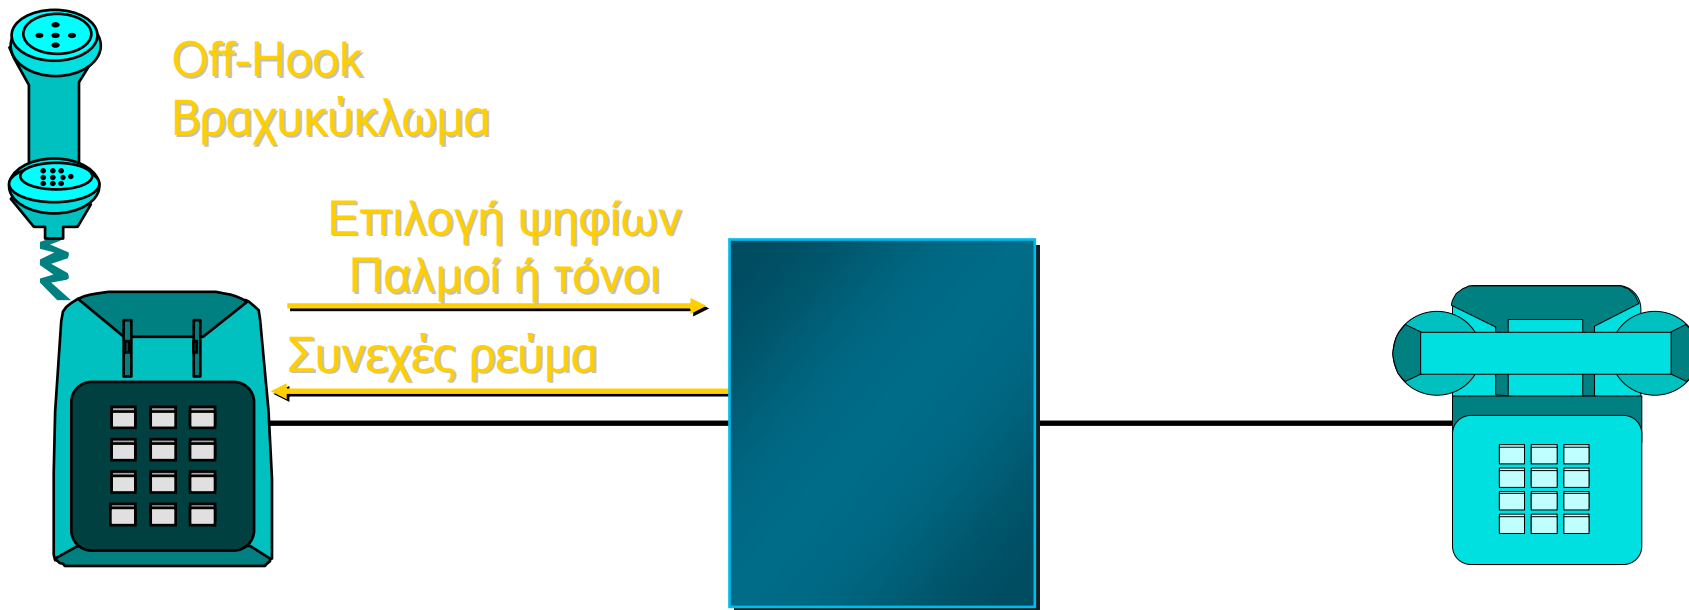 Off-Hook
Βραχυκύκλωμα
Επιλογή ψηφίων
Παλμοί ή τόνοι
Συνεχές ρεύμα